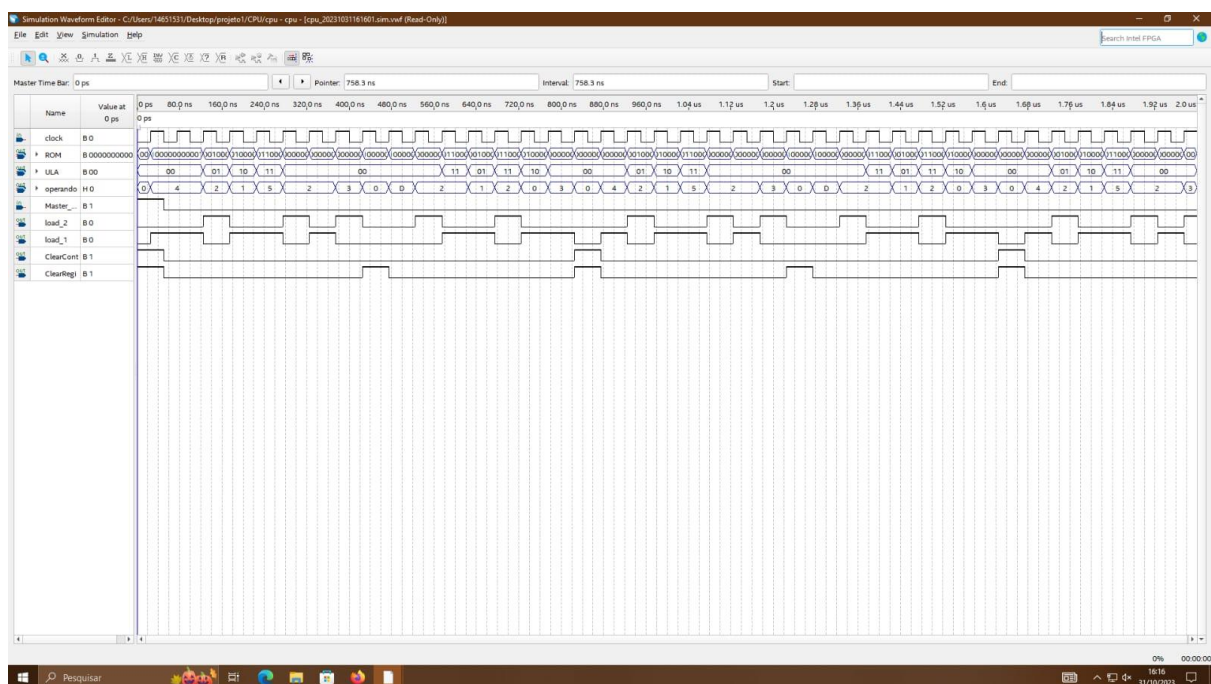 Simulation Waveform Editor - C:/Users/14651531/Desktop/projeto1/CPU/cpu - cpu - [cpu_20231031161601.sim.vwf (Read-Only)]
File Edit View Simulation Help
Search Intel FPGA
Master Time Bar: 0 ps Pointer: 758.3 ns Interval: 758.3 ns Start: End:
Name Value at 0 ps
0 ps 80.0 ns 160.0 ns 240.0 ns 320.0 ns 400.0 ns 480.0 ns 560.0 ns 640.0 ns 720.0 ns 800.0 ns 880.0 ns 960.0 ns 1.04 us 1.12 us 1.2 us 1.28 us 1.36 us 1.44 us 1.52 us 1.6 us 1.68 us 1.76 us 1.84 us 1.92 us 2.0 us
0 ps
clock B 0
ROM B 0000000000
ULA B 00 00 01 10 11 00 11 01 11 10 00 01 10 11 00 11 01 11 10 00 01 10 11 00
operando H 0 0 4 2 1 5 2 3 0 D 2 1 2 0 3 0 4 2 1 5 2 3 0 D 2 1 2 0 3 0 4 2 1 5 2 3
Master_... B 1
load_2 B 0
load_1 B 0
ClearCont B 1
ClearRegi B 1
0% 00:00:00
Pesquisar
16:16
31/10/2023